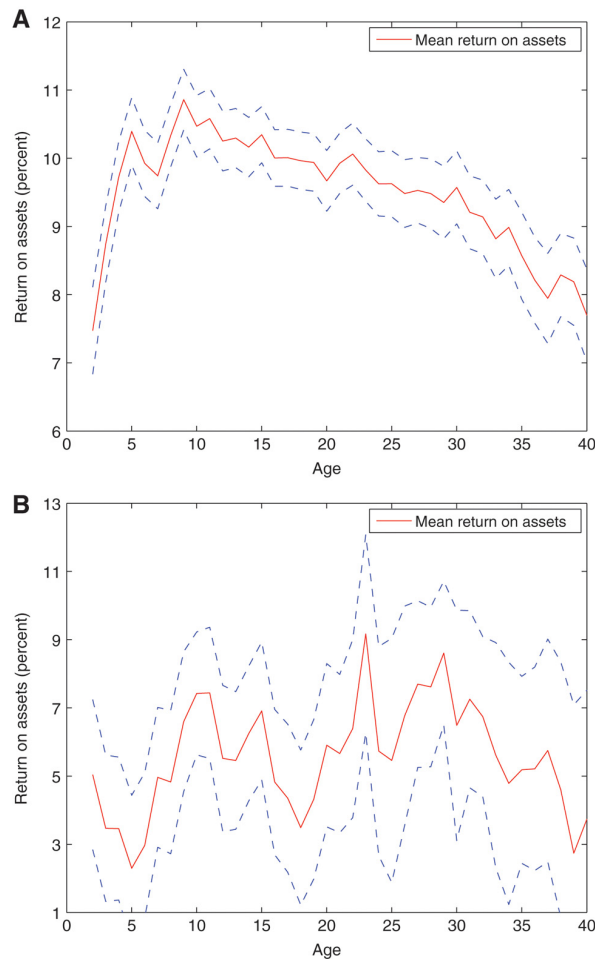 A
12
Mean return on assets
11
10
9
8
7
6
Return on assets (percent)
0 5 10 15 20 25 30 35 40
Age
B
13
Mean return on assets
11
9
7
5
3
1
Return on assets (percent)
0 5 10 15 20 25 30 35 40
Age